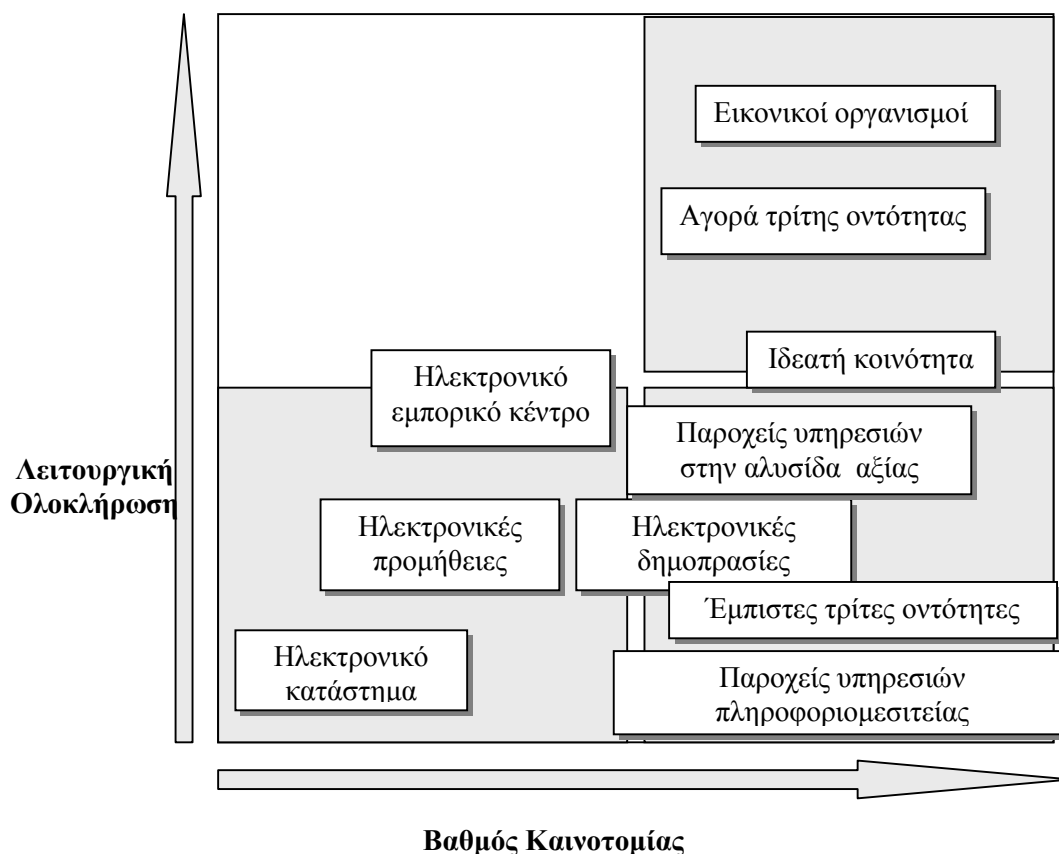 Εικονικοί οργανισμοί
Αγορά τρίτης οντότητας
Ιδεατή κοινότητα
Ηλεκτρονικό
εμπορικό κέντρο
Παροχείς υπηρεσιών
στην αλυσίδα αξίας
Λειτουργική
Ολοκλήρωση
Ηλεκτρονικές
προμήθειες
Ηλεκτρονικές
δημοπρασίες
Έμπιστες τρίτες οντότητες
Ηλεκτρονικό
κατάστημα
Παροχείς υπηρεσιών
πληροφοριομεσιτείας
Βαθμός Καινοτομίας